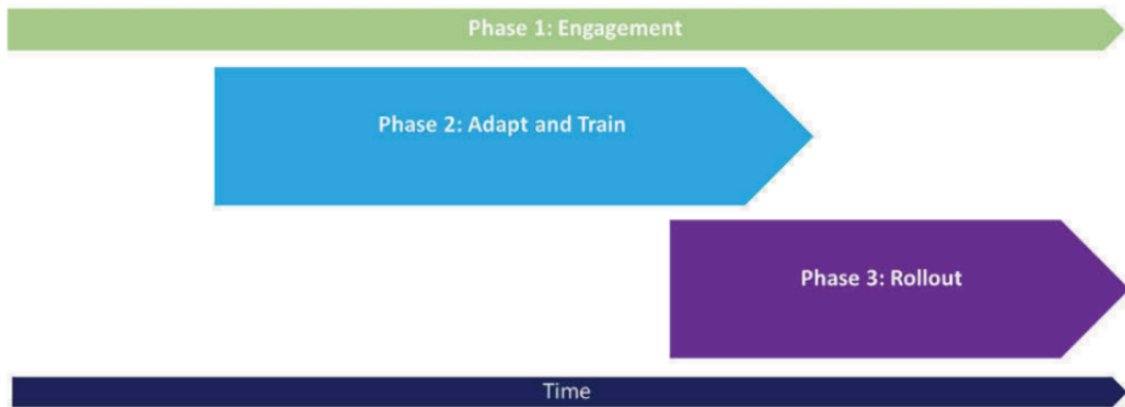 Phase 1: Engagement
Phase 2: Adapt and Train
Phase 3: Rollout
Time